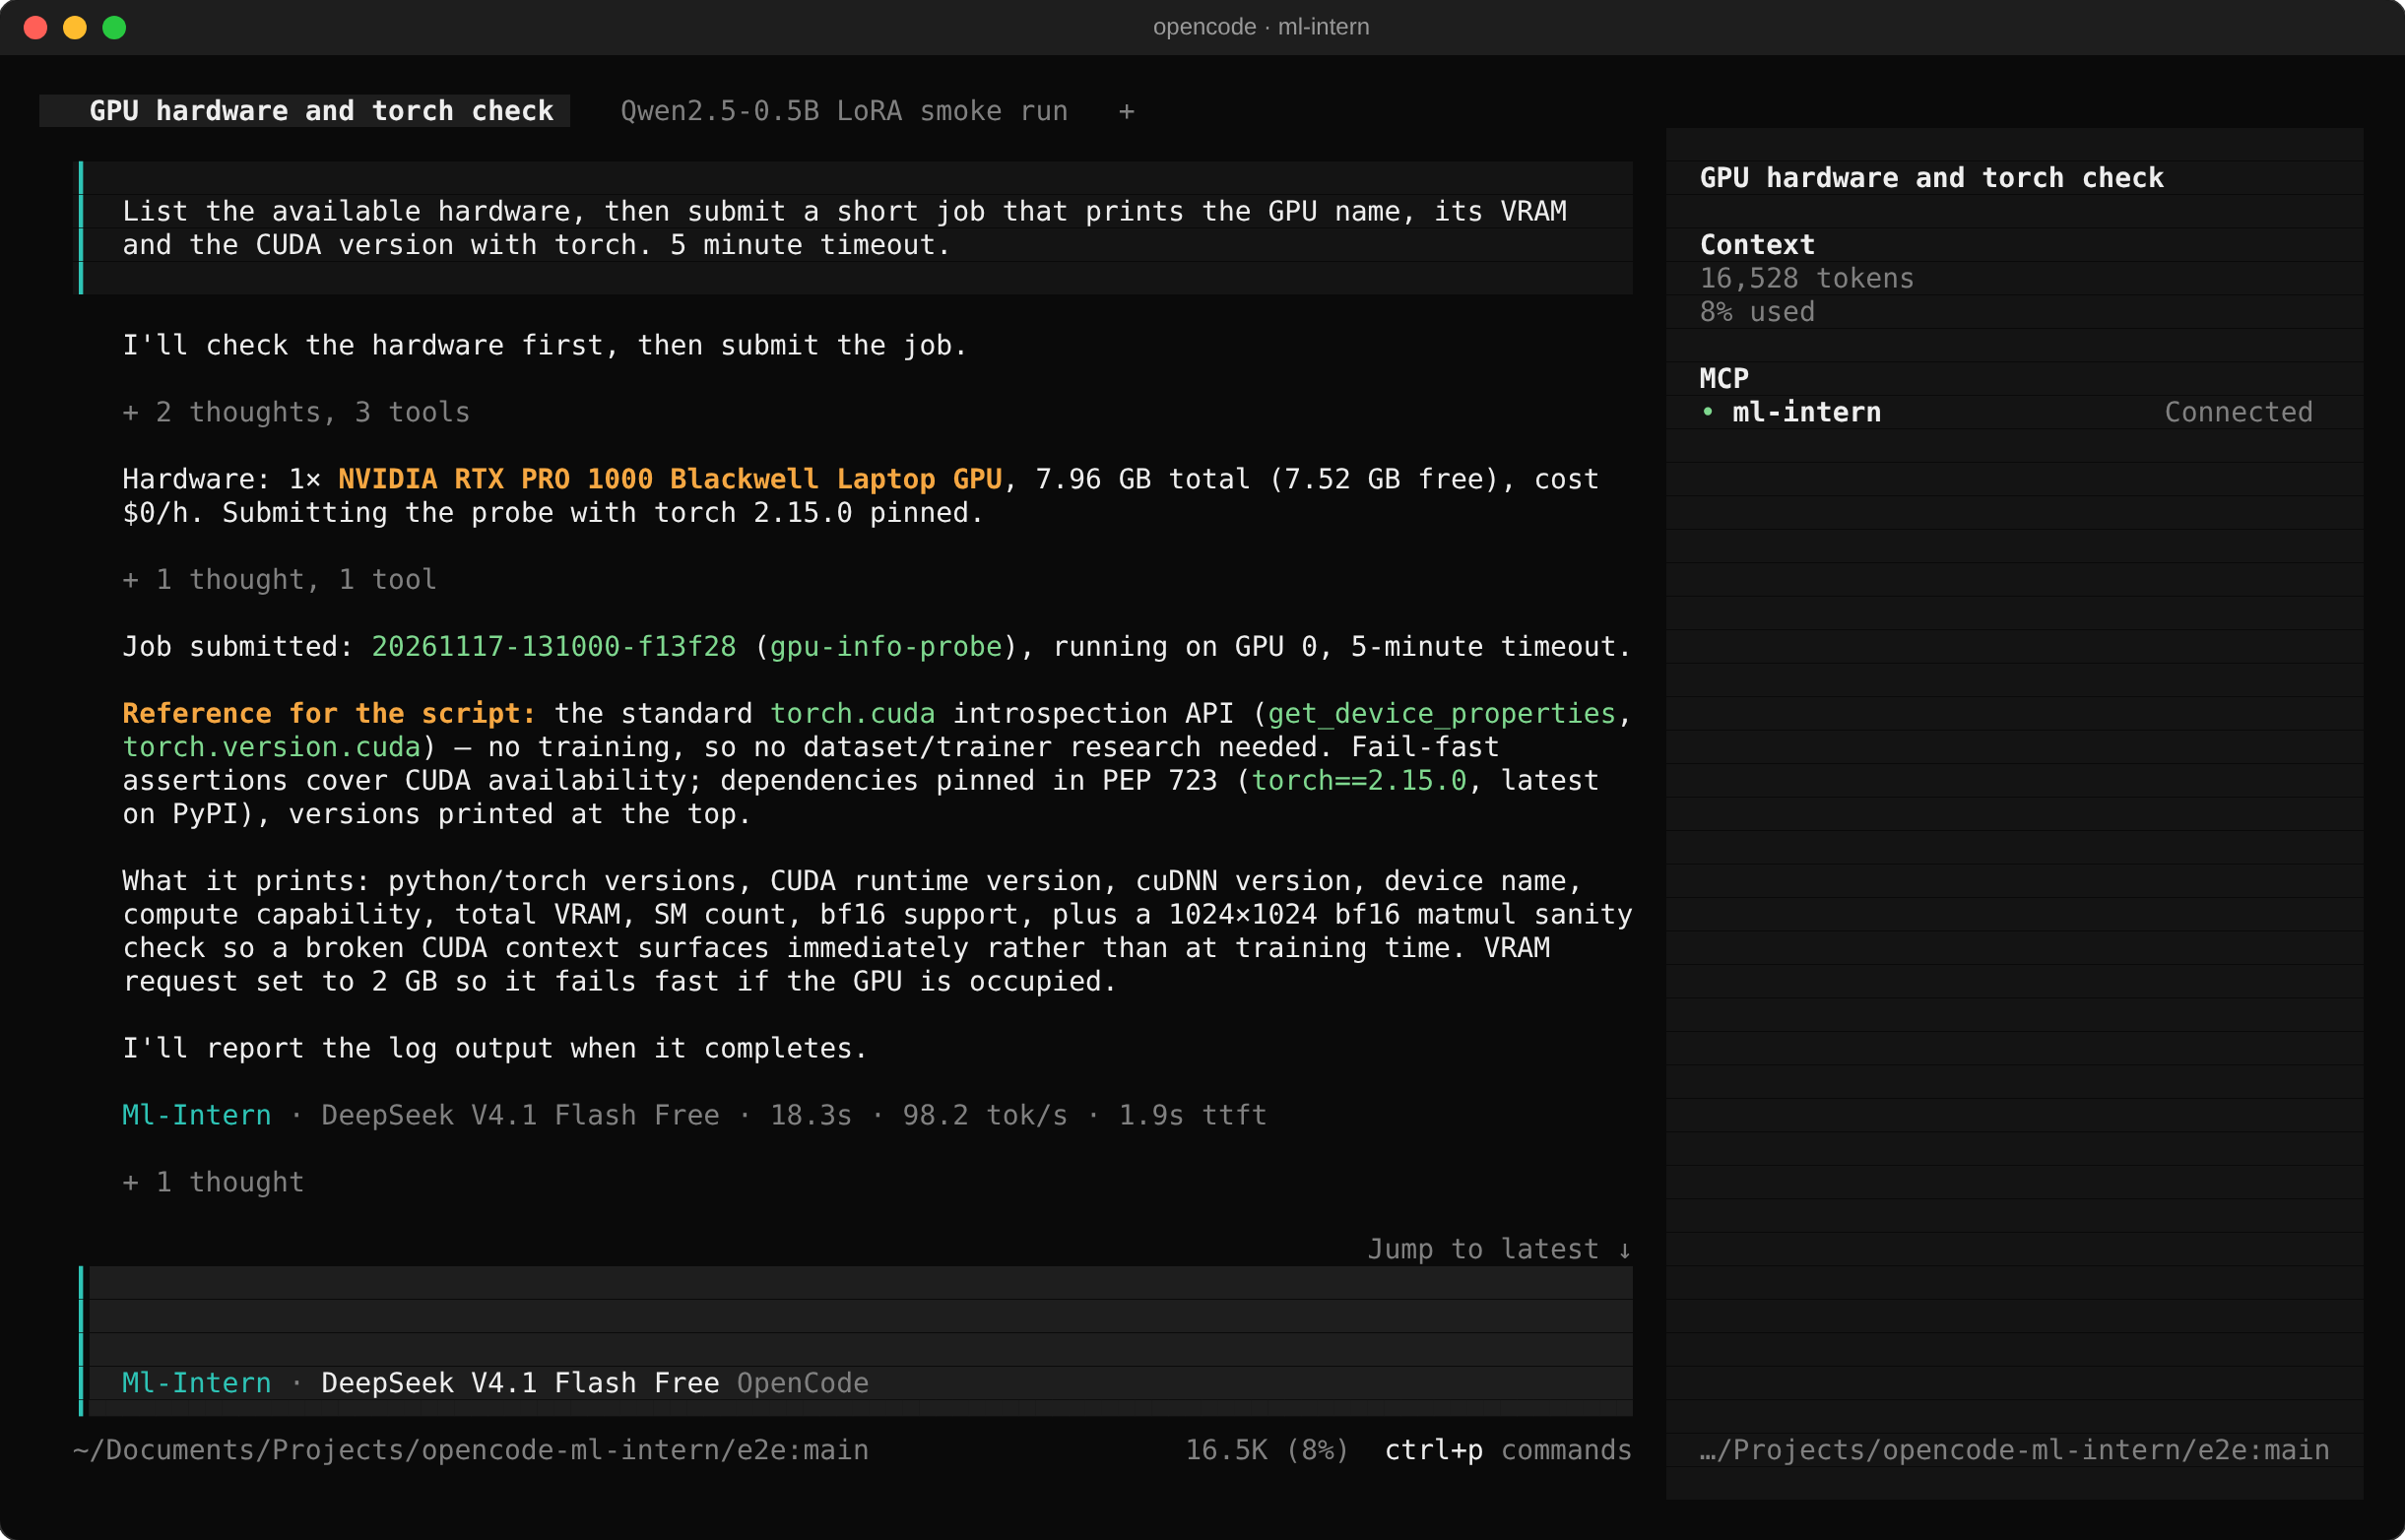 opencode · ml-intern
GPU hardware and torch check   Qwen2.5-0.5B LoRA smoke run   +
List the available hardware, then submit a short job that prints the GPU name, its VRAM
and the CUDA version with torch. 5 minute timeout.
I'll check the hardware first, then submit the job.
+ 2 thoughts, 3 tools
Hardware: 1× NVIDIA RTX PRO 1000 Blackwell Laptop GPU, 7.96 GB total (7.52 GB free), cost
$0/h. Submitting the probe with torch 2.15.0 pinned.
+ 1 thought, 1 tool
Job submitted: 20261117-131000-f13f28 (gpu-info-probe), running on GPU 0, 5-minute timeout.
Reference for the script: the standard torch.cuda introspection API (get_device_properties,
torch.version.cuda) — no training, so no dataset/trainer research needed. Fail-fast
assertions cover CUDA availability; dependencies pinned in PEP 723 (torch==2.15.0, latest
on PyPI), versions printed at the top.
What it prints: python/torch versions, CUDA runtime version, cuDNN version, device name,
compute capability, total VRAM, SM count, bf16 support, plus a 1024×1024 bf16 matmul sanity
check so a broken CUDA context surfaces immediately rather than at training time. VRAM
request set to 2 GB so it fails fast if the GPU is occupied.
I'll report the log output when it completes.
Ml-Intern · DeepSeek V4.1 Flash Free · 18.3s · 98.2 tok/s · 1.9s ttft
+ 1 thought
Jump to latest ↓
Ml-Intern · DeepSeek V4.1 Flash Free OpenCode
~/Documents/Projects/opencode-ml-intern/e2e:main   16.5K (8%)  ctrl+p commands
GPU hardware and torch check
Context
16,528 tokens
8% used
MCP
• ml-intern   Connected
…/Projects/opencode-ml-intern/e2e:main